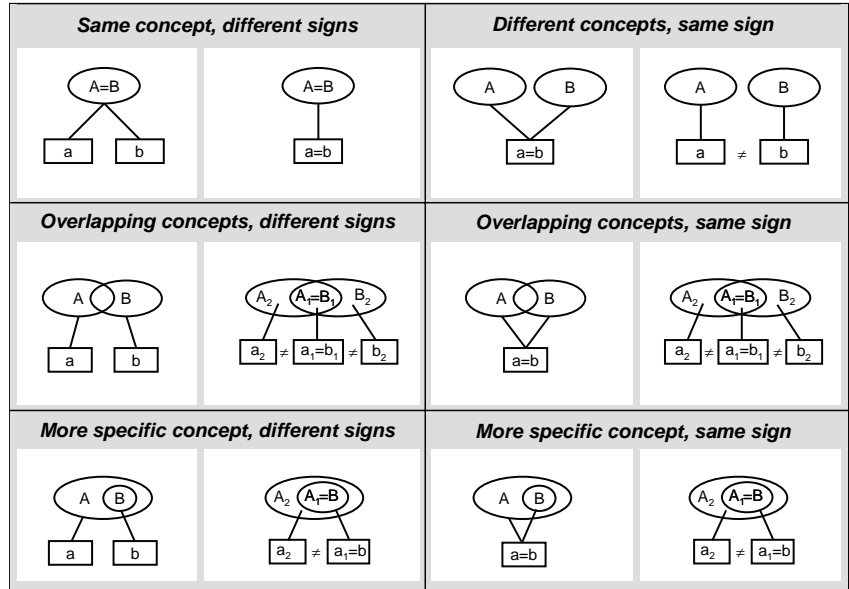 Same concept, different signs
A=B
a b
A=B
a=b
Different concepts, same sign
A B
a=b
A B
a ≠ b
Overlapping concepts, different signs
A B
a b
A₂ A₁=B₁ B₂
a₂ ≠ a₁=b₁ ≠ b₂
Overlapping concepts, same sign
A B
a=b
A₂ A₁=B₁ B₂
a₂ ≠ a₁=b₁ ≠ b₂
More specific concept, different signs
A B
a b
A₂ A₁=B
a₂ ≠ a₁=b
More specific concept, same sign
A B
a=b
A₂ A₁=B
a₂ ≠ a₁=b